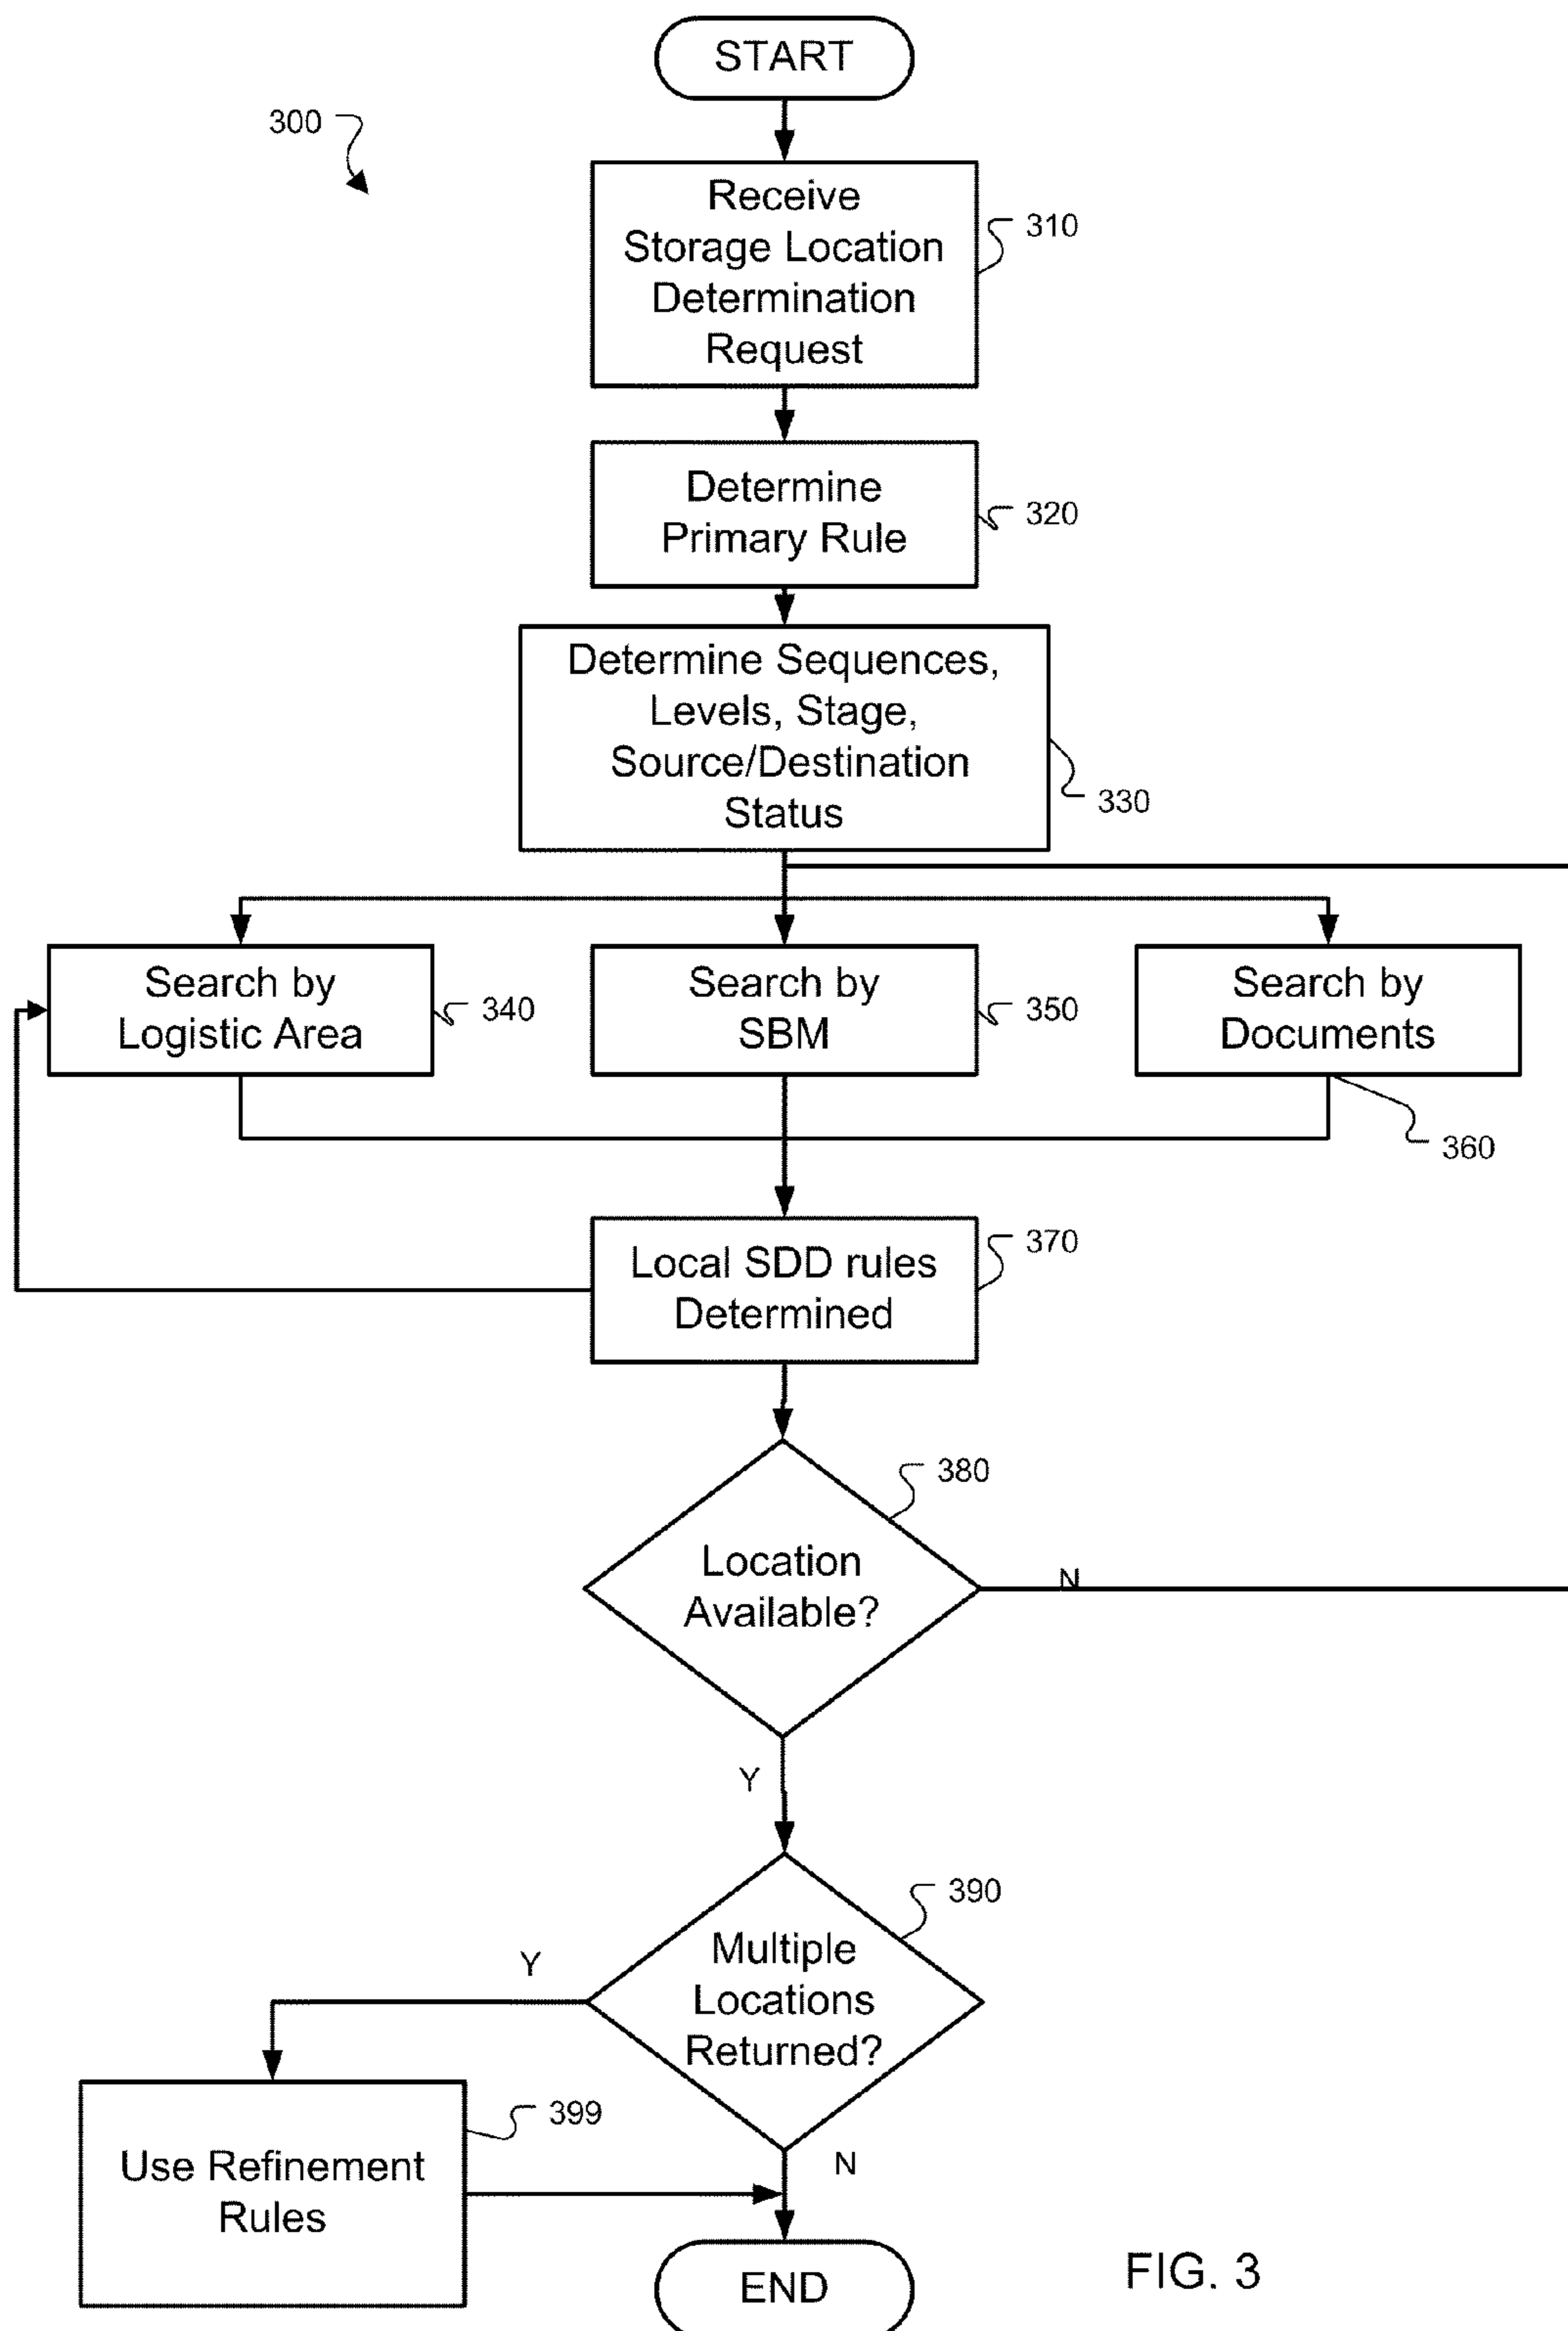 START
300
Receive
Storage Location
Determination
Request
310
Determine
Primary Rule
320
Determine Sequences,
Levels, Stage,
Source/Destination
Status
330
Search by
Logistic Area
340
Search by
SBM
350
Search by
Documents
360
Local SDD rules
Determined
370
Location
Available?
380
N
Y
Multiple
Locations
Returned?
390
Y
N
Use Refinement
Rules
399
END
FIG. 3